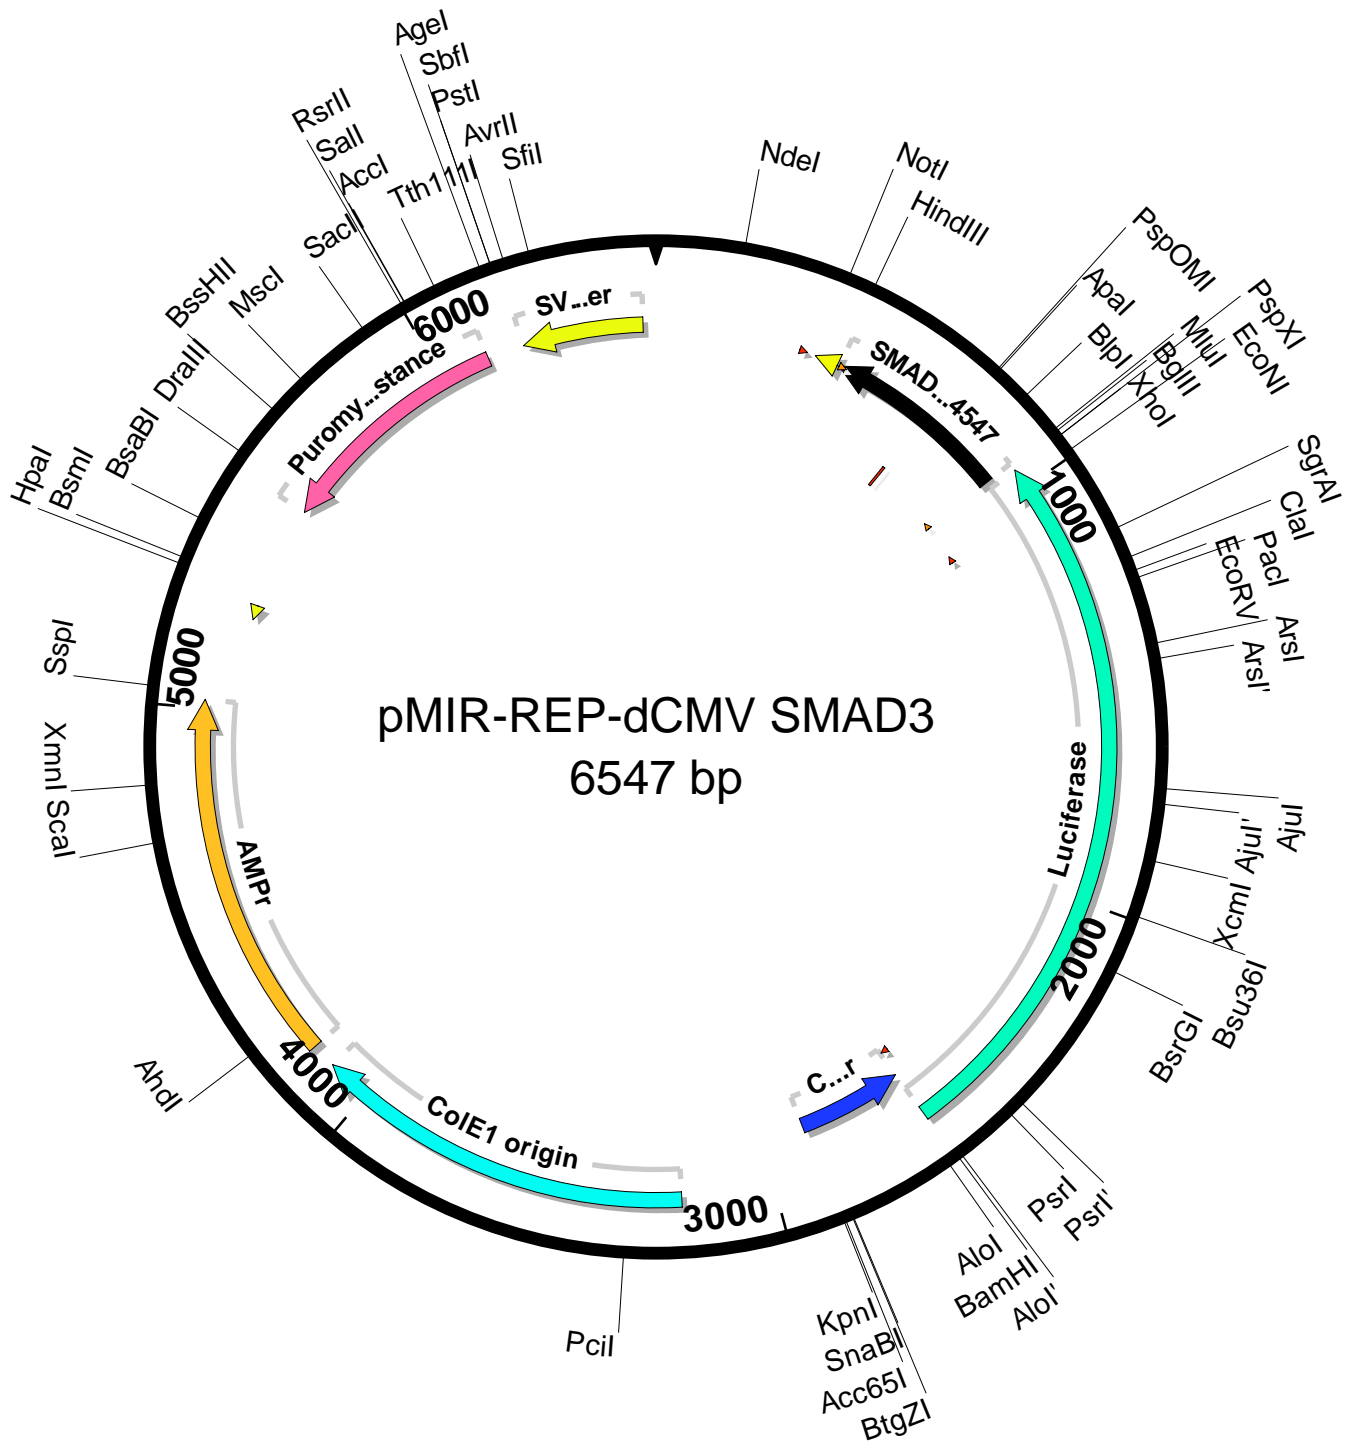 AgeI
SbfI
PstI
AvrII
SfiI
RsrII
SalI
AccI
Tth111I
SacII
MscI
BssHII
DraIII
BsaBI
BsmI
HpaI
SspI
XmnI
ScaI
AhdI
PciI
NdeI
NotI
HindIII
PspOMI
ApaI
BlpI
PspXI
MluI
EcoNI
BglII
XhoI
SgrAI
ClaI
PacI
EcoRV
ArsI
ArsI'
AjuI
AjuI'
XcmI
Bsu36I
BsrGI
PsrI
PsrI'
AloI
BamHI
AloI'
KpnI
SnaBI
Acc65I
BtgZI
6000
1000
2000
3000
4000
5000
SV...er
Puromy...stance
SMAD...4547
Luciferase
C...r
ColE1 origin
AMPr
pMIR-REP-dCMV SMAD3
6547 bp